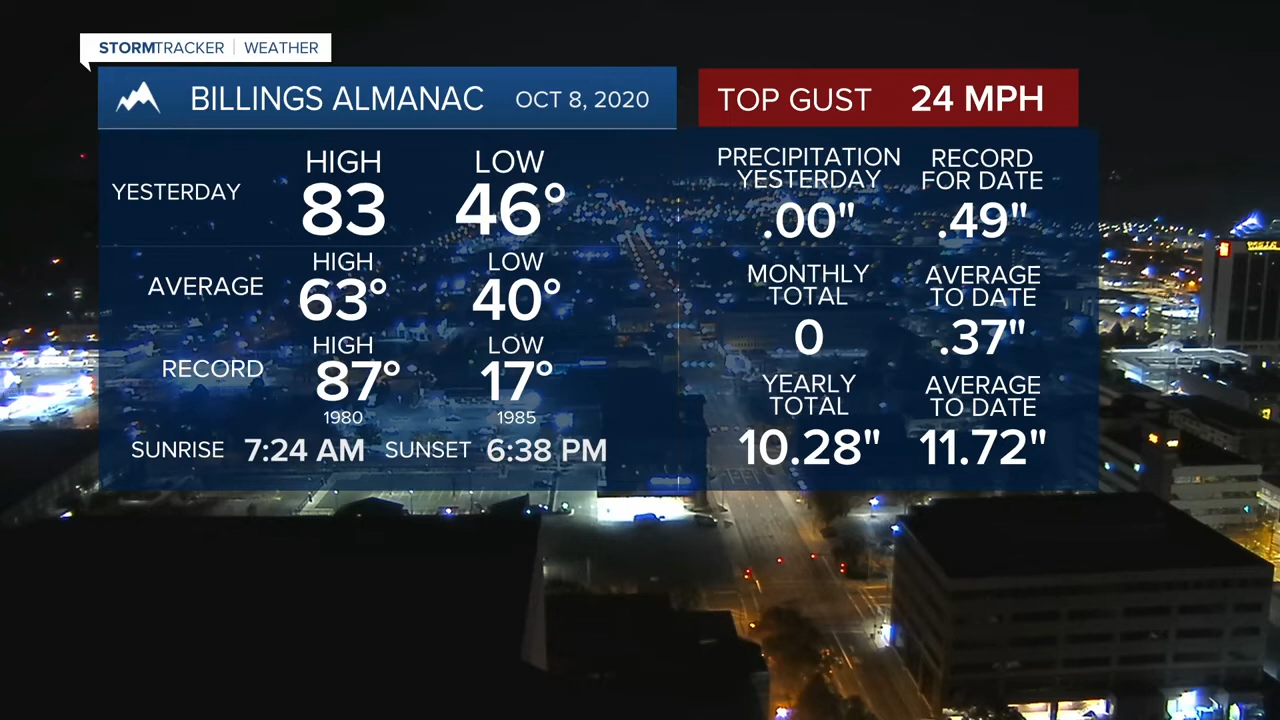 STORMTRACKER | WEATHER
BILLINGS ALMANAC OCT 8, 2020
TOP GUST 24 MPH
HIGH LOW
YESTERDAY 83 46°
HIGH LOW
AVERAGE 63° 40°
HIGH LOW
RECORD 87° 17°
1980 1985
SUNRISE 7:24 AM SUNSET 6:38 PM
PRECIPITATION
YESTERDAY
.00"
RECORD
FOR DATE
.49"
MONTHLY
TOTAL
0
AVERAGE
TO DATE
.37"
YEARLY
TOTAL
10.28"
AVERAGE
TO DATE
11.72"